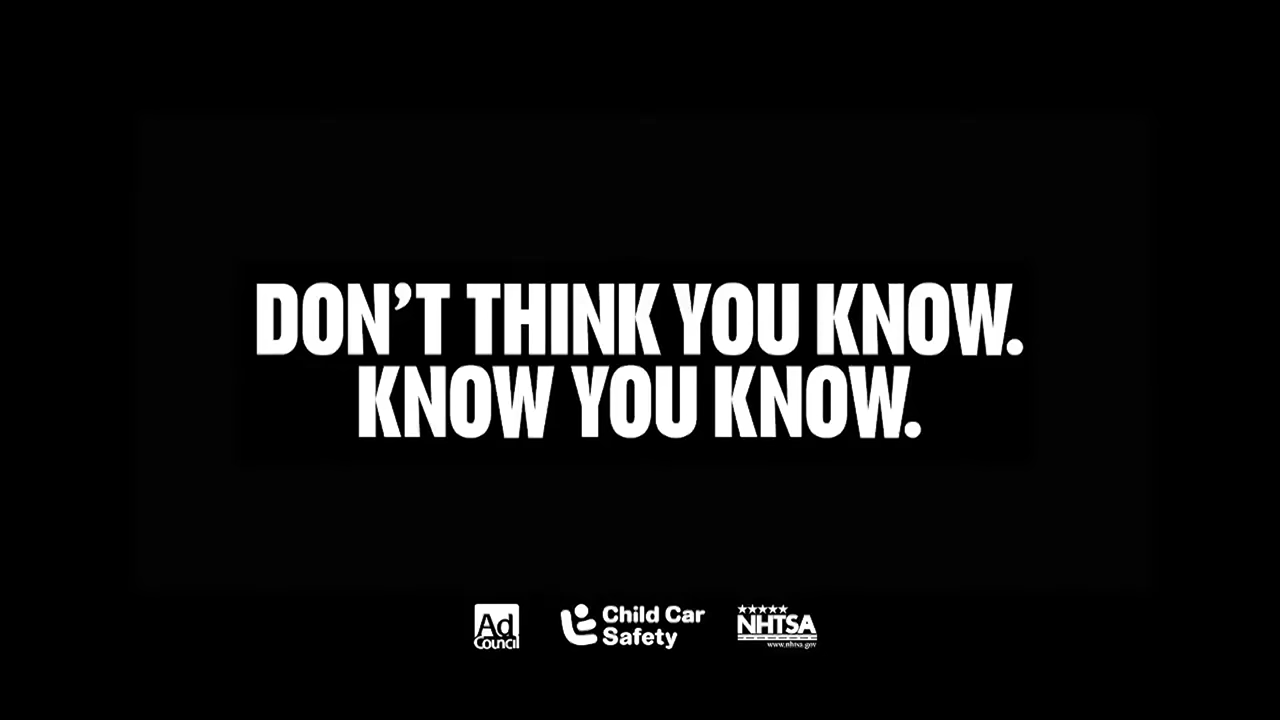 DON’T THINK YOU KNOW.
KNOW YOU KNOW.
Ad Council
Child Car Safety
NHTSA
www.nhtsa.gov